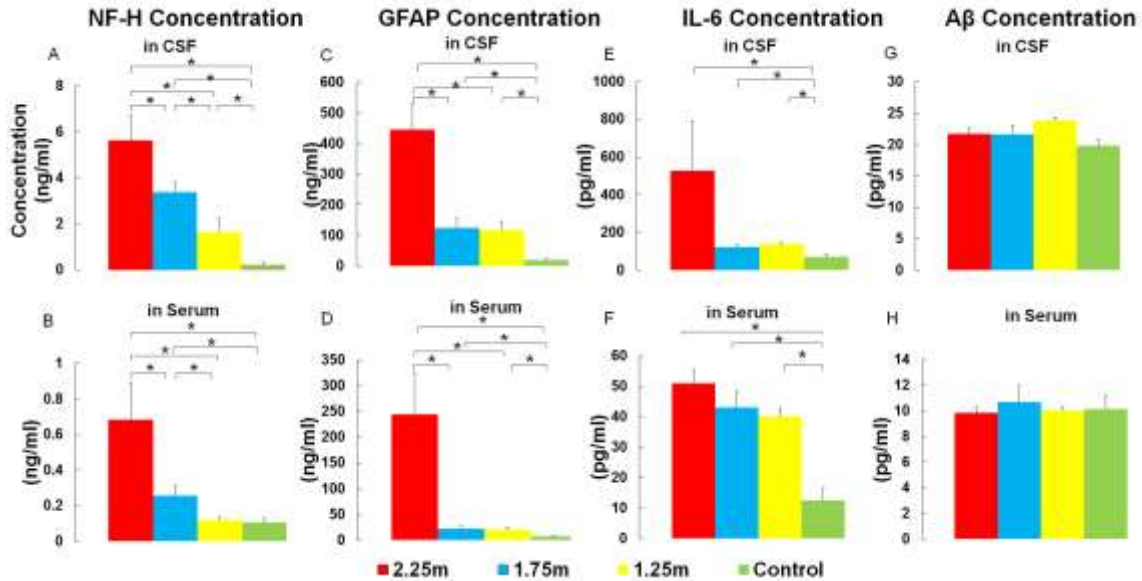 NF-H Concentration
GFAP Concentration
IL-6 Concentration
Aβ Concentration
A
in CSF
Concentration
(ng/ml)
8
6
4
2
0
* * * * * *
C
in CSF
(ng/ml)
600
500
400
300
200
100
0
* * * * *
E
in CSF
(pg/ml)
1000
800
600
400
200
0
* * *
G
in CSF
(pg/ml)
30
25
20
15
10
5
0
B
in Serum
(ng/ml)
1
0.8
0.6
0.4
0.2
0
* * * * *
D
in Serum
(ng/ml)
350
300
250
200
150
100
50
0
* * * * *
F
in Serum
(pg/ml)
60
50
40
30
20
10
0
* * *
H
in Serum
(pg/ml)
14
12
10
8
6
4
2
0
2.25m 1.75m 1.25m Control